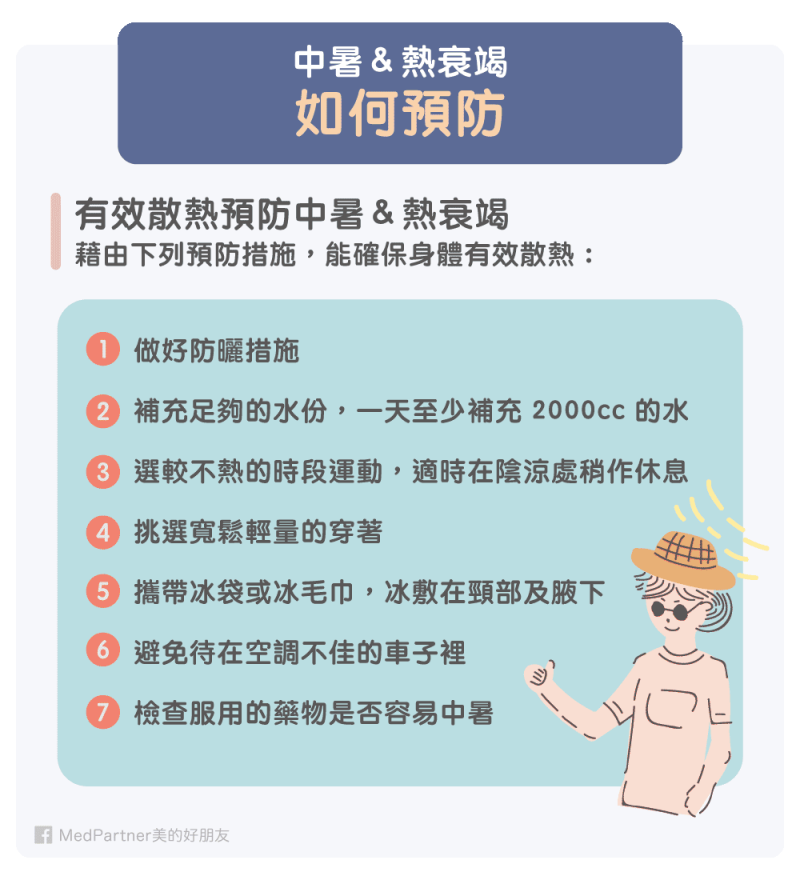 中暑 & 熱衰竭
如何預防
有效散熱預防中暑 & 熱衰竭
藉由下列預防措施，能確保身體有效散熱：
1 做好防曬措施
2 補充足夠的水份，一天至少補充 2000cc 的水
3 選較不熱的時段運動，適時在陰涼處稍作休息
4 挑選寬鬆輕量的穿著
5 攜帶冰袋或冰毛巾，冰敷在頸部及腋下
6 避免待在空調不佳的車子裡
7 檢查服用的藥物是否容易中暑
MedPartner美的好朋友